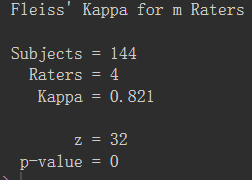 Fleiss' Kappa for m Raters
Subjects = 144
Raters = 4
Kappa = 0.821
z = 32
p-value = 0